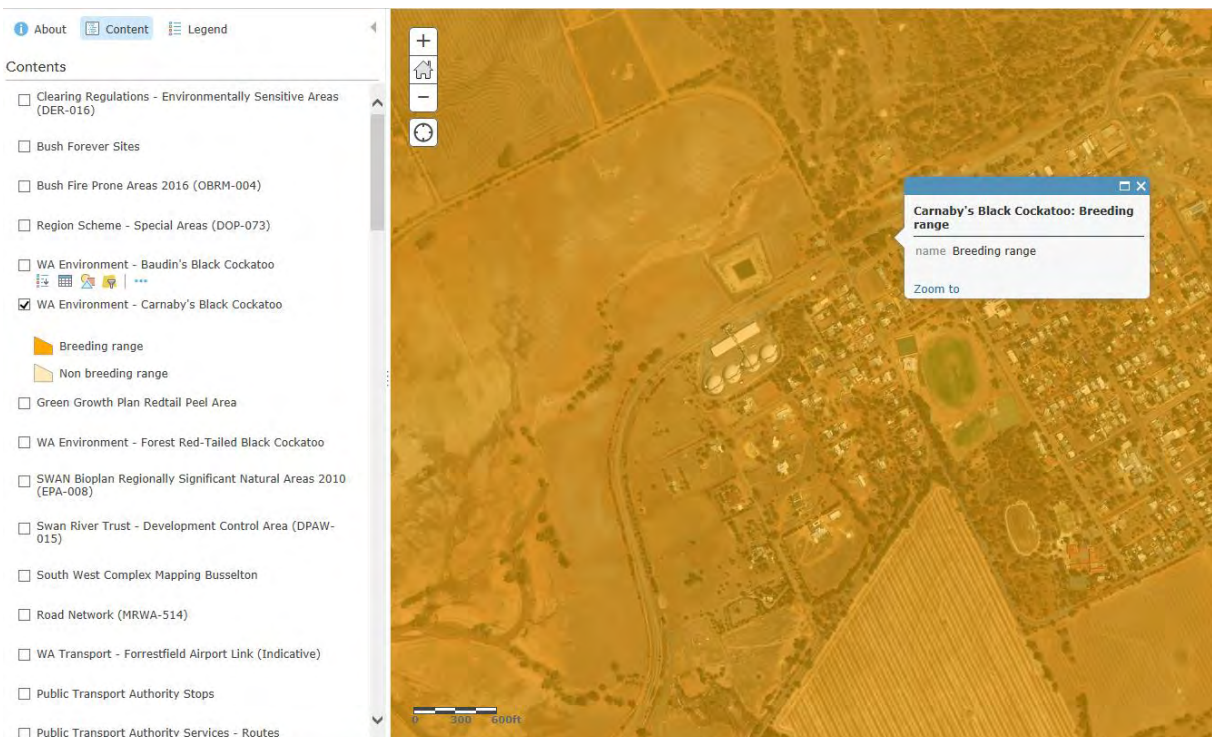 About Content Legend
Contents
Clearing Regulations - Environmentally Sensitive Areas
(DER-016)
Bush Forever Sites
Bush Fire Prone Areas 2016 (OBRM-004)
Region Scheme - Special Areas (DOP-073)
WA Environment - Baudin's Black Cockatoo
WA Environment - Carnaby's Black Cockatoo
Breeding range
Non breeding range
Green Growth Plan Redtail Peel Area
WA Environment - Forest Red-Tailed Black Cockatoo
SWAN Bioplan Regionally Significant Natural Areas 2010
(EPA-008)
Swan River Trust - Development Control Area (DPAW-
015)
South West Complex Mapping Busselton
Road Network (MRWA-514)
WA Transport - Forrestfield Airport Link (Indicative)
Public Transport Authority Stops
Public Transport Authority Services - Routes
Carnaby's Black Cockatoo: Breeding
range
name Breeding range
Zoom to
0 300 600ft